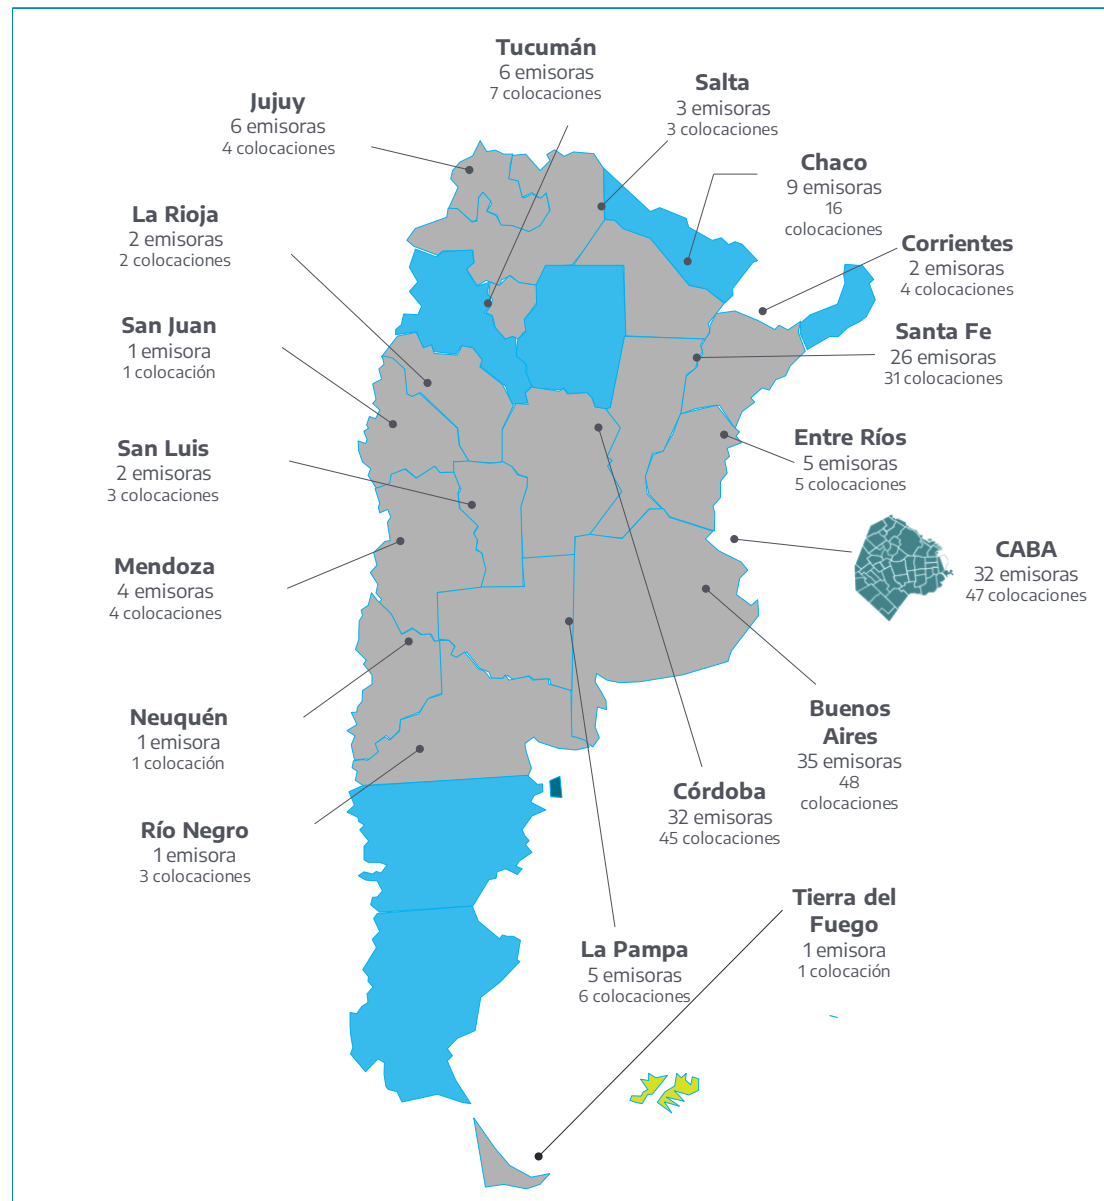 Tucumán
6 emisoras
7 colocaciones
Salta
3 emisoras
3 colocaciones
Jujuy
6 emisoras
4 colocaciones
Chaco
9 emisoras
16
colocaciones
La Rioja
2 emisoras
2 colocaciones
Corrientes
2 emisoras
4 colocaciones
San Juan
1 emisora
1 colocación
Santa Fe
26 emisoras
31 colocaciones
San Luis
2 emisoras
3 colocaciones
Entre Ríos
5 emisoras
5 colocaciones
Mendoza
4 emisoras
4 colocaciones
CABA
32 emisoras
47 colocaciones
Neuquén
1 emisora
1 colocación
Buenos
Aires
35 emisoras
48
colocaciones
Córdoba
32 emisoras
45 colocaciones
Río Negro
1 emisora
3 colocaciones
Tierra del
Fuego
1 emisora
1 colocación
La Pampa
5 emisoras
6 colocaciones